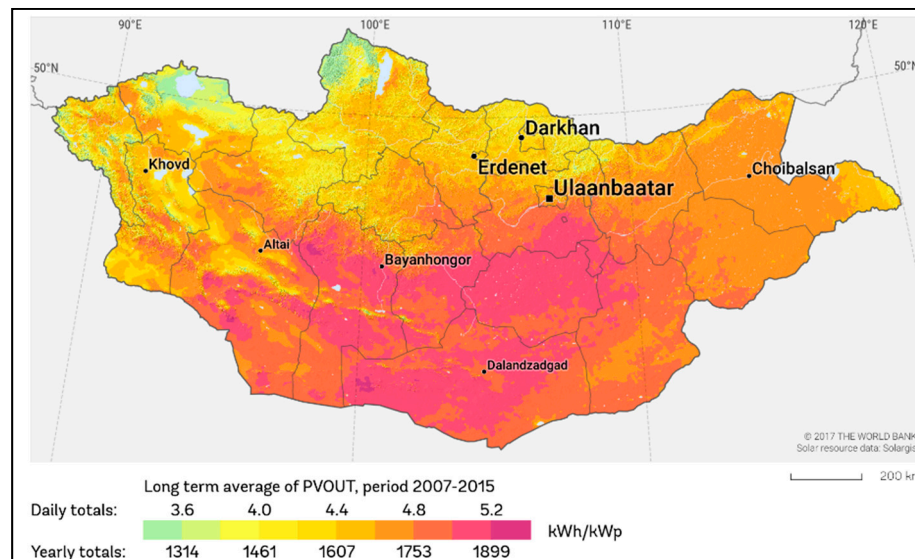 90°E 100°E 110°E 120°E
50°N 50°N
Darkhan
Khovd Erdenet Choibalsan
Ulaanbaatar
Altai
Bayanhongor
Dalandzadgad
© 2017 THE WORLD BANK
Solar resource data: Solargis
200 km
Long term average of PVOUT, period 2007-2015
Daily totals: 3.6 4.0 4.4 4.8 5.2
kWh/kWp
Yearly totals: 1314 1461 1607 1753 1899